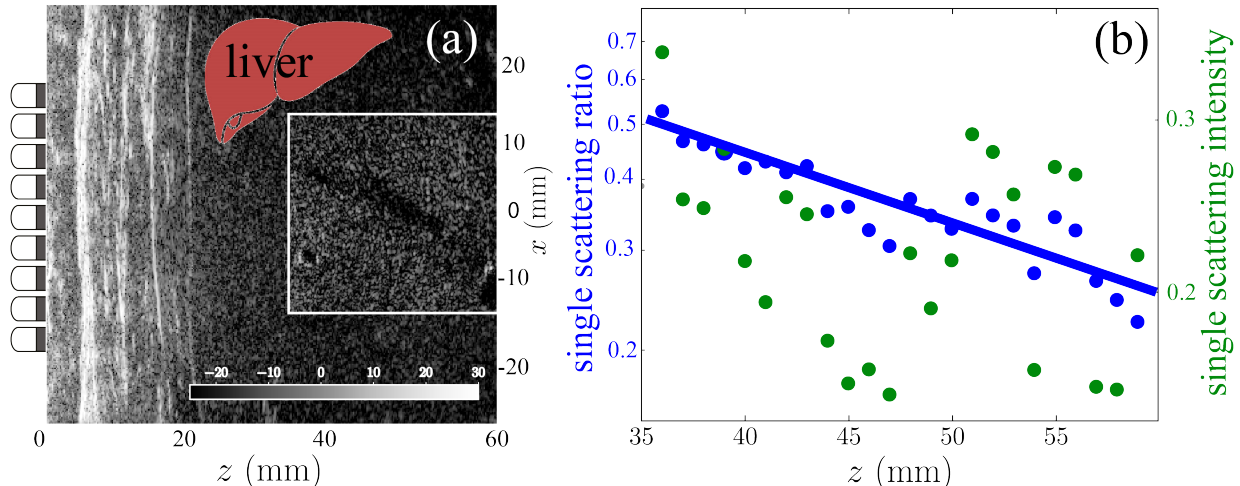 (a)
liver
20
10
0
-10
-20
x (mm)
−20 −10 0 10 20 30
0 20 40 60
z (mm)
(b)
single scattering ratio
0.7
0.6
0.5
0.4
0.3
0.2
single scattering intensity
0.3
0.2
35 40 45 50 55
z (mm)